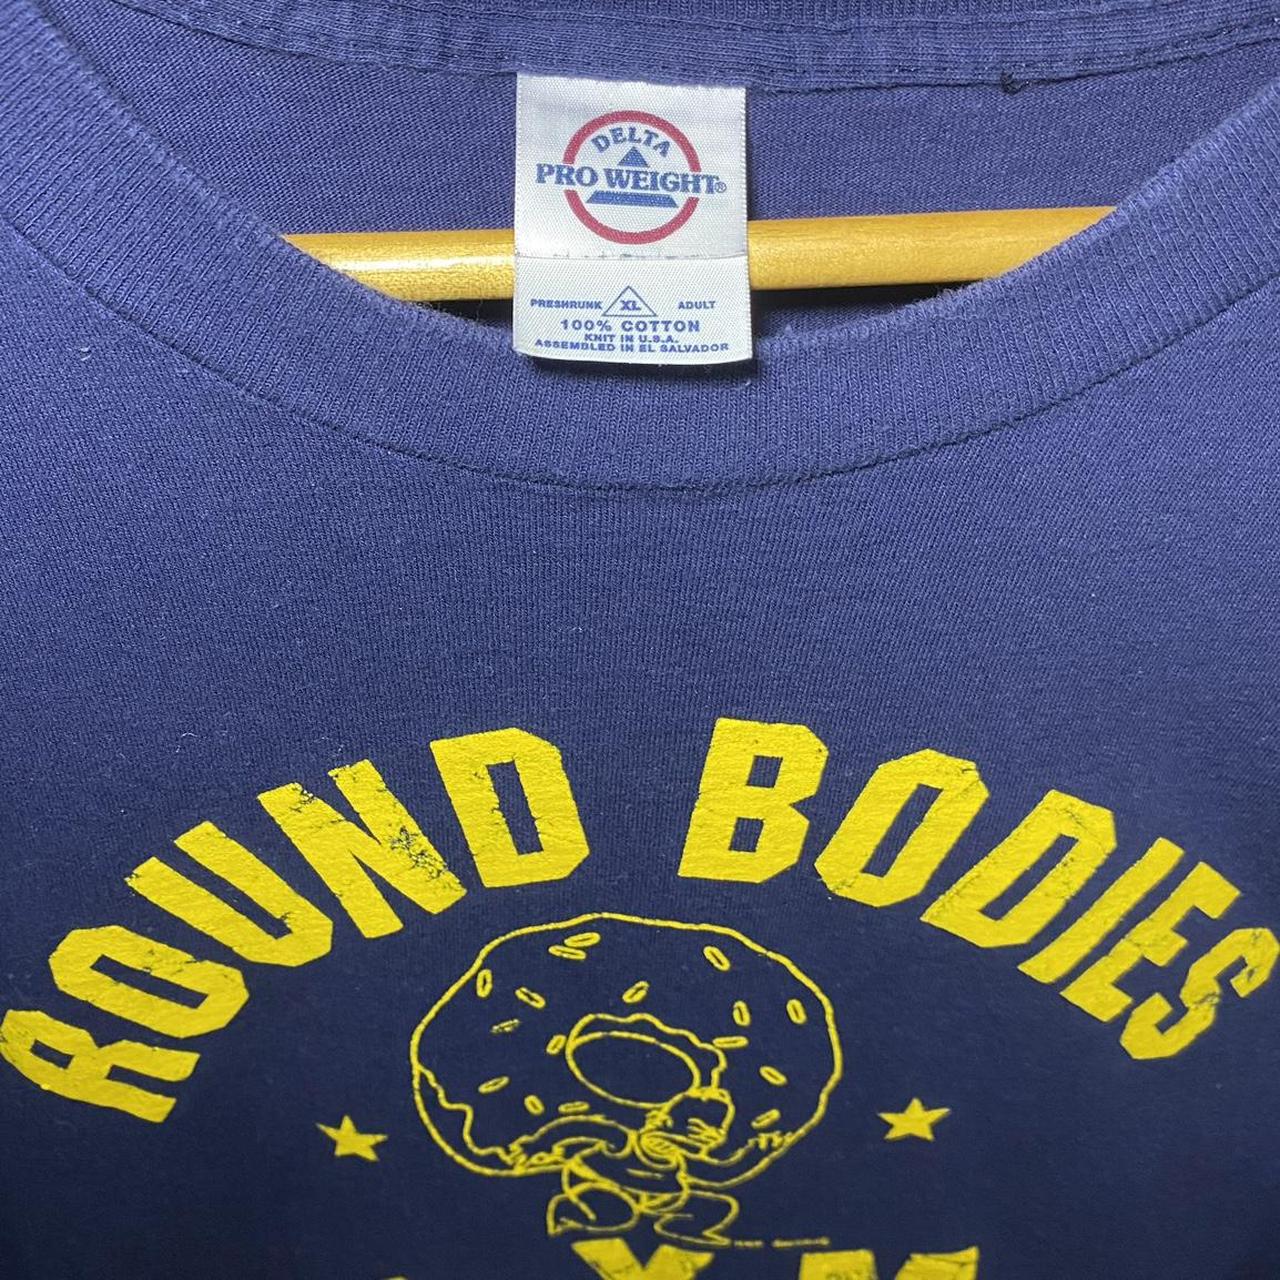 DELTA
PRO WEIGHT®
PRESHRUNK XL ADULT
100% COTTON
KNIT IN U.S.A.
ASSEMBLED IN EL SALVADOR
ROUND BODIES